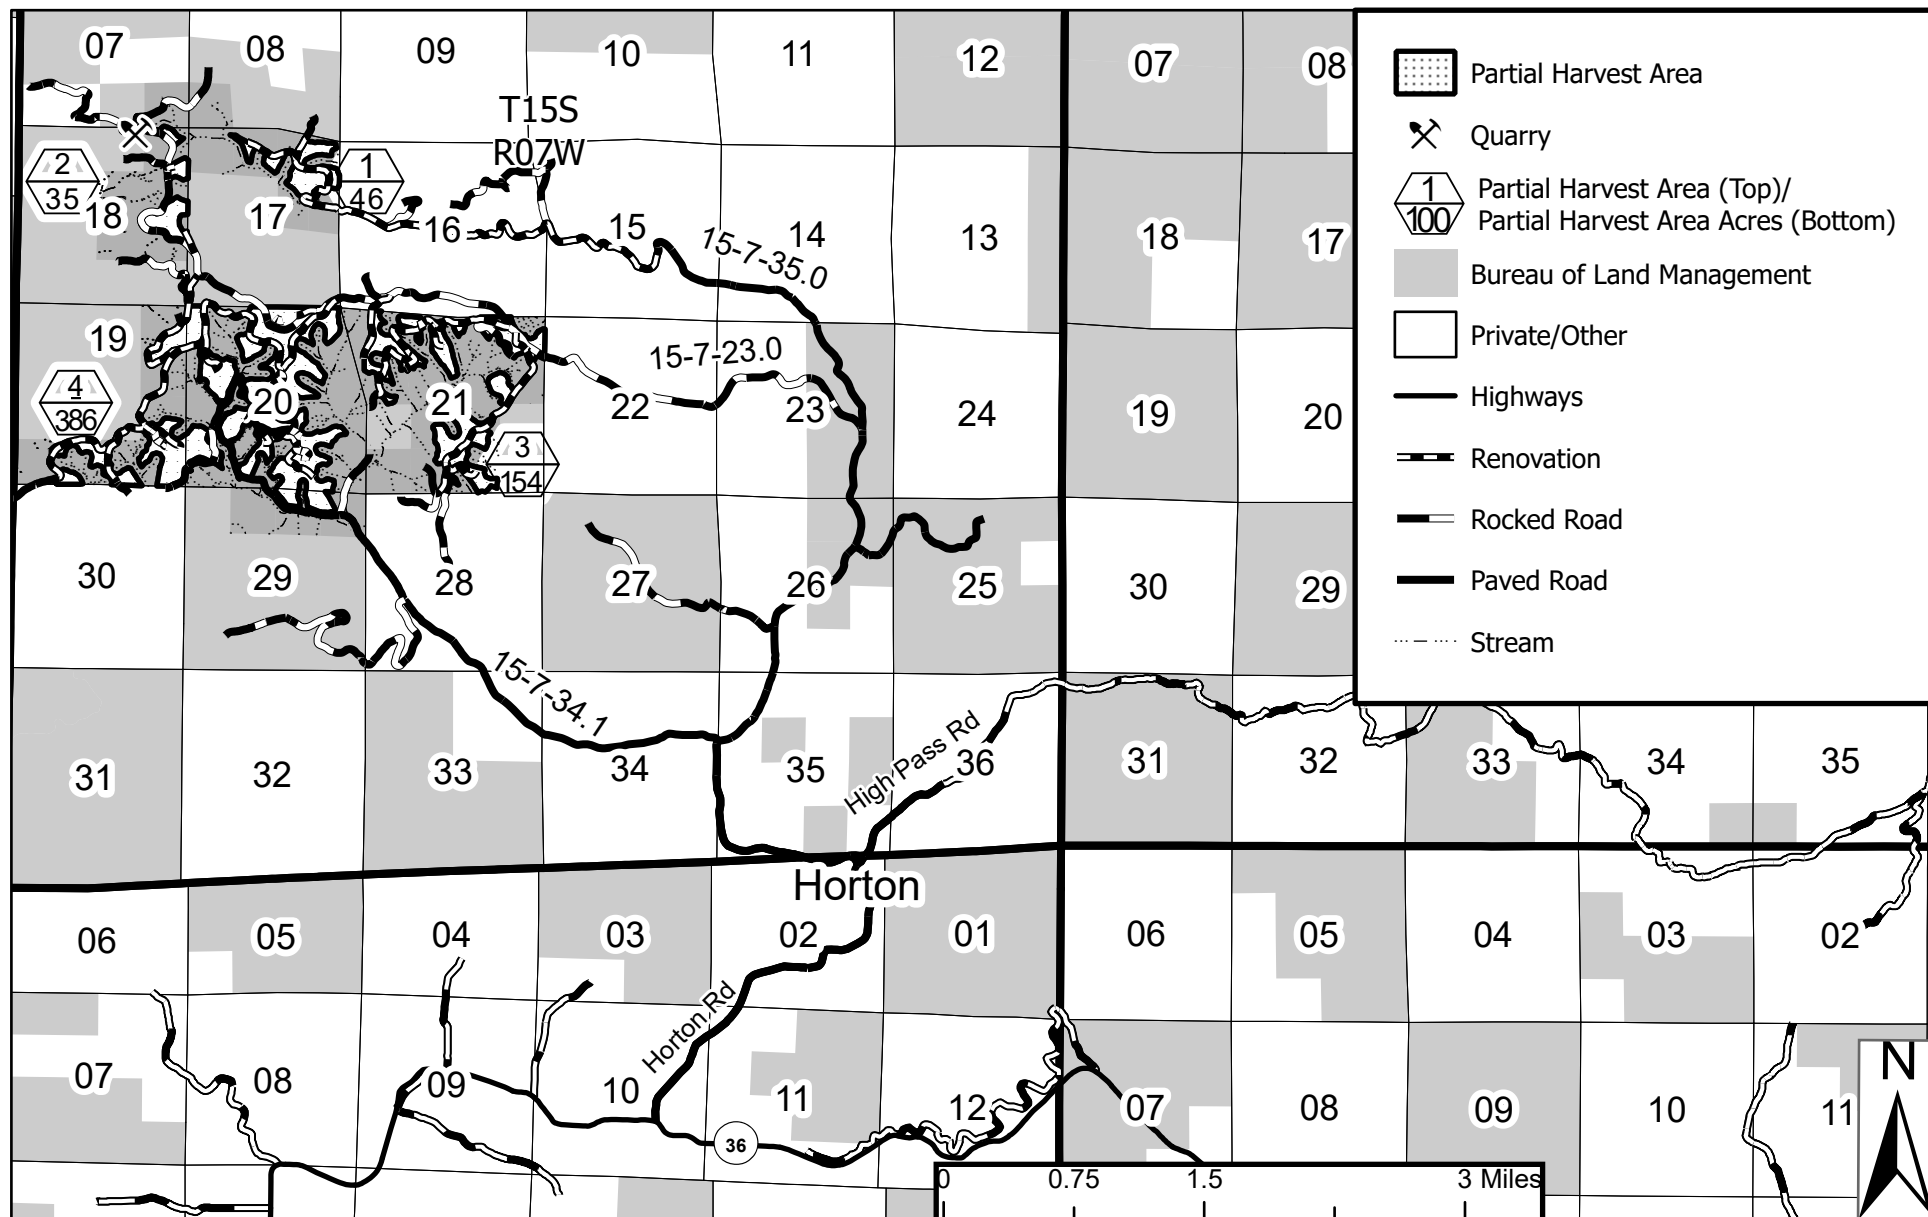 07 08 09 10 11 12 07 08
T15S
R07W
2
35
1
46
18 17 16 15 14 13 18 17
15-7-35.0
19 20 21 22 23 24 19 20
15-7-23.0
4
386
3
154
30 29 28 27 26 25 30 29
15-7-34.1
31 32 33 34 35 36 31 32 33 34 35
High Pass Rd
Horton
06 05 04 03 02 01 06 05 04 03 02
Horton Rd
07 08 09 10 11 12 07 08 09 10 11
36
Partial Harvest Area
Quarry
1
100
Partial Harvest Area (Top)/
Partial Harvest Area Acres (Bottom)
Bureau of Land Management
Private/Other
Highways
Renovation
Rocked Road
Paved Road
Stream
N
0 0.75 1.5 3 Miles